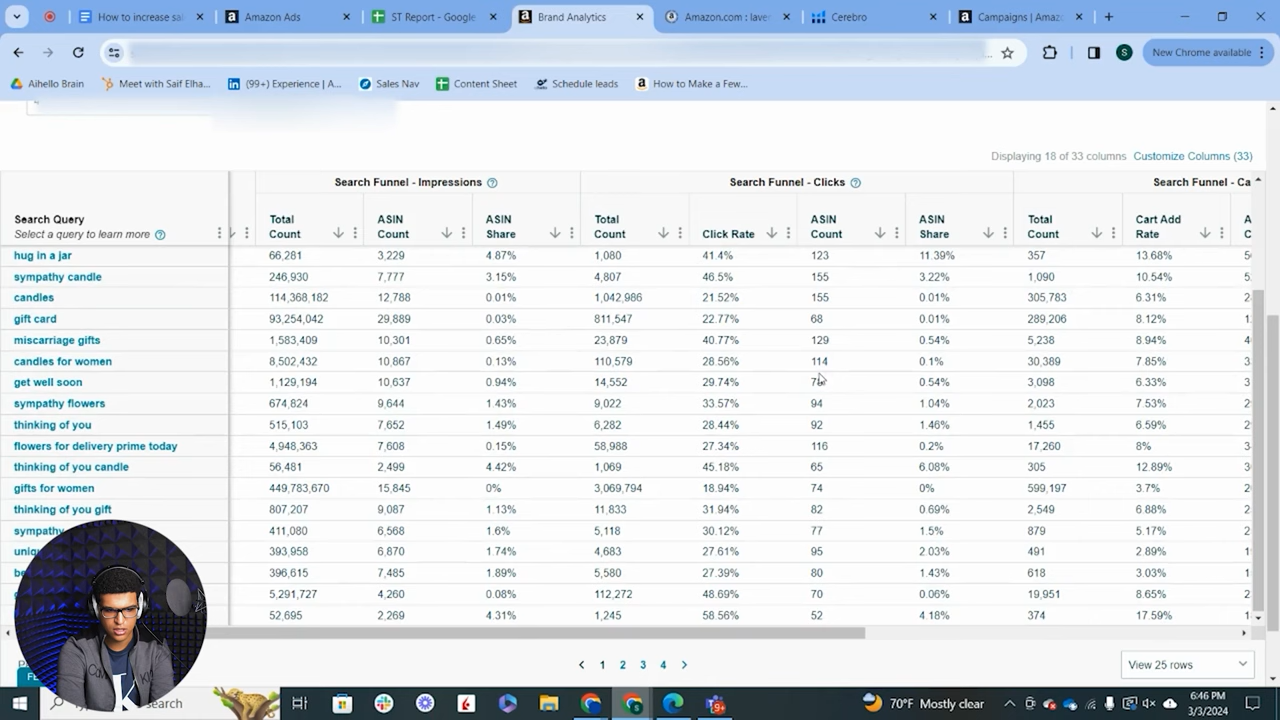 How to increase sal
Amazon Ads
ST Report - Google
Brand Analytics
Amazon.com : laver
Cerebro
Campaigns | Amaz
S
New Chrome available
Aihello Brain
Meet with Saif Elha...
(99+) Experience | A...
Sales Nav
Content Sheet
Schedule leads
How to Make a Few...
Displaying 18 of 33 columns Customize Columns (33)
Search Funnel - Impressions Search Funnel - Clicks Search Funnel - Ca
Search Query Total ASIN ASIN Total ASIN ASIN Total Cart Add A
Select a query to learn more Count Count Share Count Click Rate Count Share Count Rate C
hug in a jar 66,281 3,229 4.87% 1,080 41.4% 123 11.39% 357 13.68%
sympathy candle 246,930 7,777 3.15% 4,807 46.5% 155 3.22% 1,090 10.54%
candles 114,368,182 12,788 0.01% 1,042,986 21.52% 155 0.01% 305,783 6.31% 2
gift card 93,254,042 29,889 0.03% 811,547 22.77% 68 0.01% 289,206 8.12% 2
miscarriage gifts 1,583,409 10,301 0.65% 23,879 40.77% 129 0.54% 5,238 8.94% 4
candles for women 8,502,432 10,867 0.13% 110,579 28.56% 114 0.1% 30,389 7.85% 3
get well soon 1,129,194 10,637 0.94% 14,552 29.74% 0.54% 3,098 6.33% 3
sympathy flowers 674,824 9,644 1.43% 9,022 33.57% 94 1.04% 2,023 7.53% 2
thinking of you 515,103 7,652 1.49% 6,282 28.44% 92 1.46% 1,455 6.59% 2
flowers for delivery prime today 4,948,363 7,608 0.15% 58,988 27.34% 116 0.2% 17,260 8% 3
thinking of you candle 56,481 2,499 4.42% 1,069 45.18% 65 6.08% 305 12.89% 3
gifts for women 449,783,670 15,845 0% 3,069,794 18.94% 74 0% 599,197 3.7% 2
thinking of you gift 807,207 9,087 1.13% 11,833 31.94% 82 0.69% 2,549 6.88% 2
sympathy 411,080 6,568 1.6% 5,118 30.12% 77 1.5% 879 5.17% 2
393,958 6,870 1.74% 4,683 27.61% 95 2.03% 491 2.89%
396,615 7,485 1.89% 5,580 27.39% 80 1.43% 618 3.03% 2
5,291,727 4,260 0.08% 112,272 48.69% 70 0.06% 19,951 8.65% 2
52,695 2,269 4.31% 1,245 58.56% 52 4.18% 374 17.59%
1 2 3 4
View 25 rows
70°F Mostly clear
6:46 PM
3/3/2024